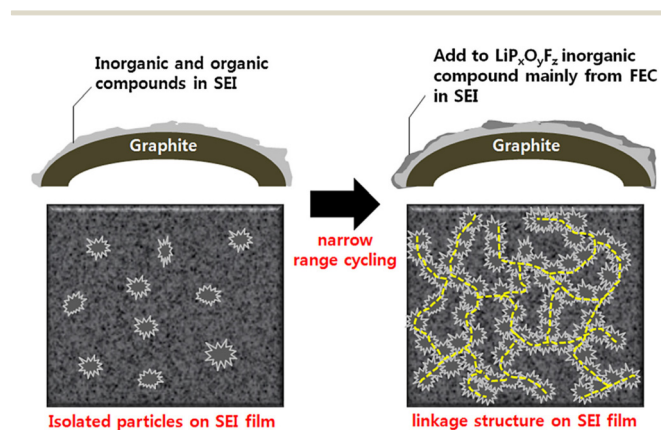 Inorganic and organic
compounds in SEI
Graphite
Isolated particles on SEI film
narrow
range cycling
Add to LiPₓOᵧF_z inorganic
compound mainly from FEC
in SEI
Graphite
linkage structure on SEI film